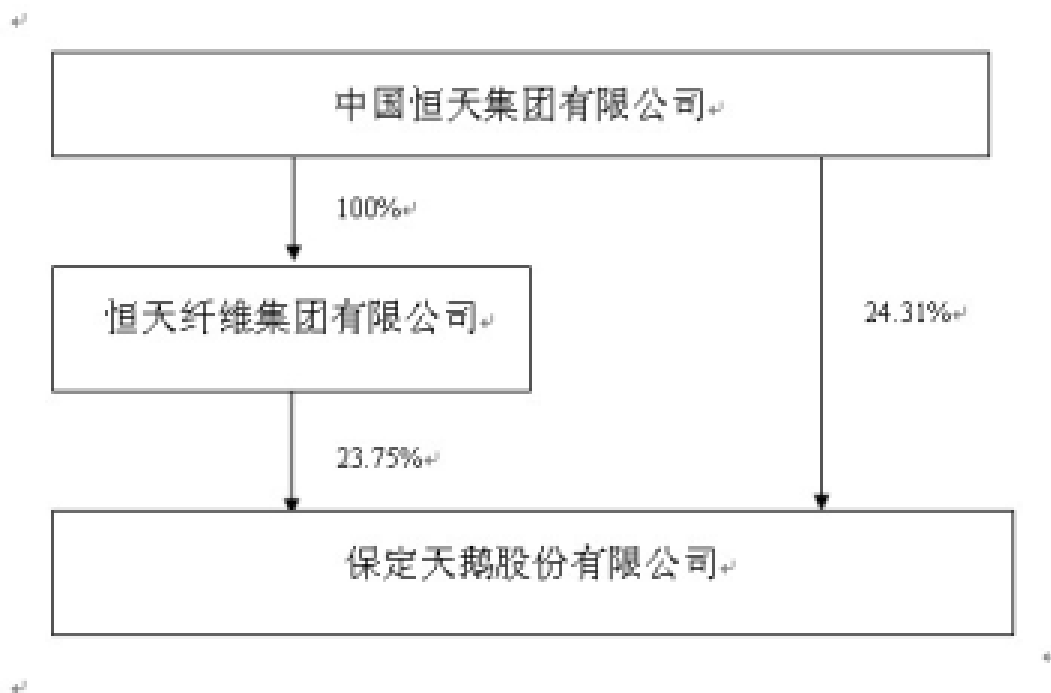 中国恒天集团有限公司
100%
恒天纤维集团有限公司
24.31%
23.75%
保定天鹅股份有限公司